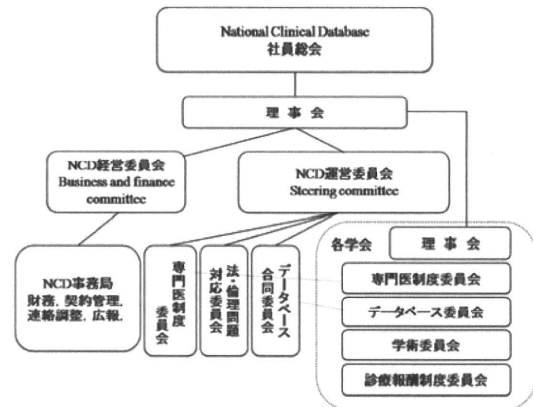 National Clinical Database
社員総会
理 事 会
NCD経営委員会
Business and finance
committee
NCD運営委員会
Steering committee
NCD事務局
財務, 契約管理,
連絡調整, 広報,
専門医制度
委員会
法・倫理問題
対応委員会
データベース
合同委員会
各学会
理 事 会
専門医制度委員会
データベース委員会
学術委員会
診療報酬制度委員会